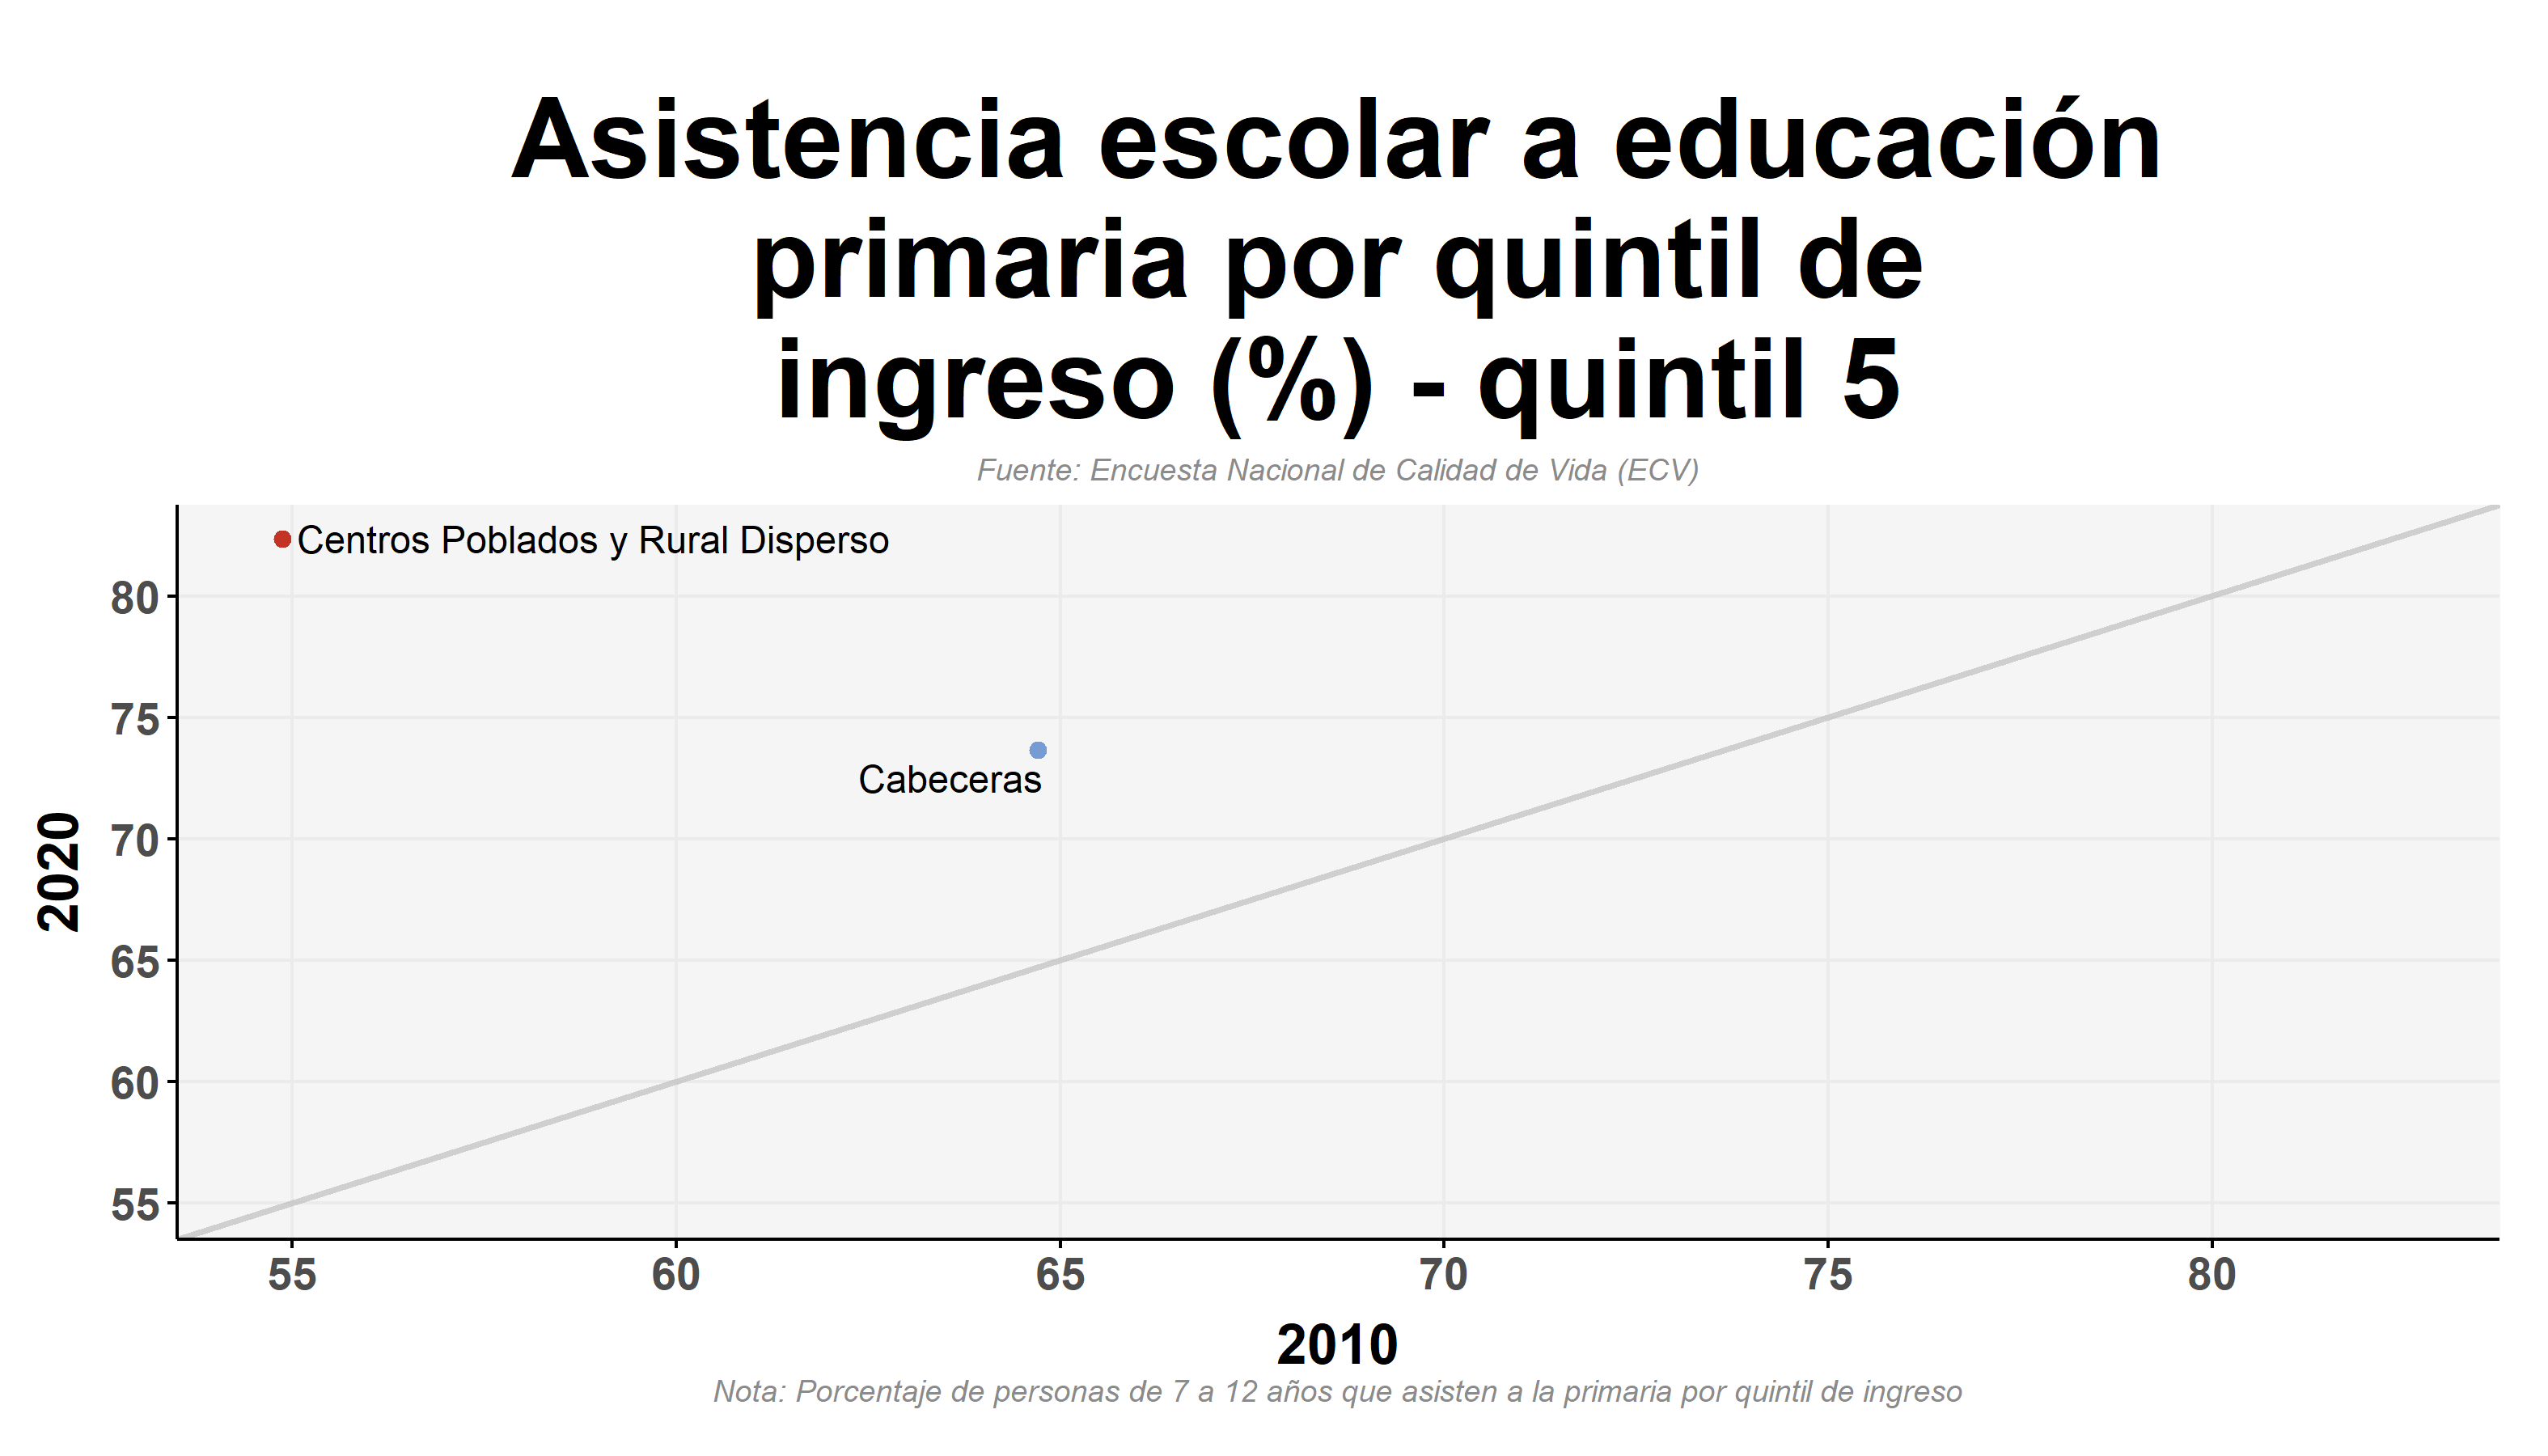 Asistencia escolar a educación
primaria por quintil de
ingreso (%) - quintil 5
Fuente: Encuesta Nacional de Calidad de Vida (ECV)
Centros Poblados y Rural Disperso
80
75
Cabeceras
70
2020
65
60
55
55 60 65 70 75 80
2010
Nota: Porcentaje de personas de 7 a 12 años que asisten a la primaria por quintil de ingreso